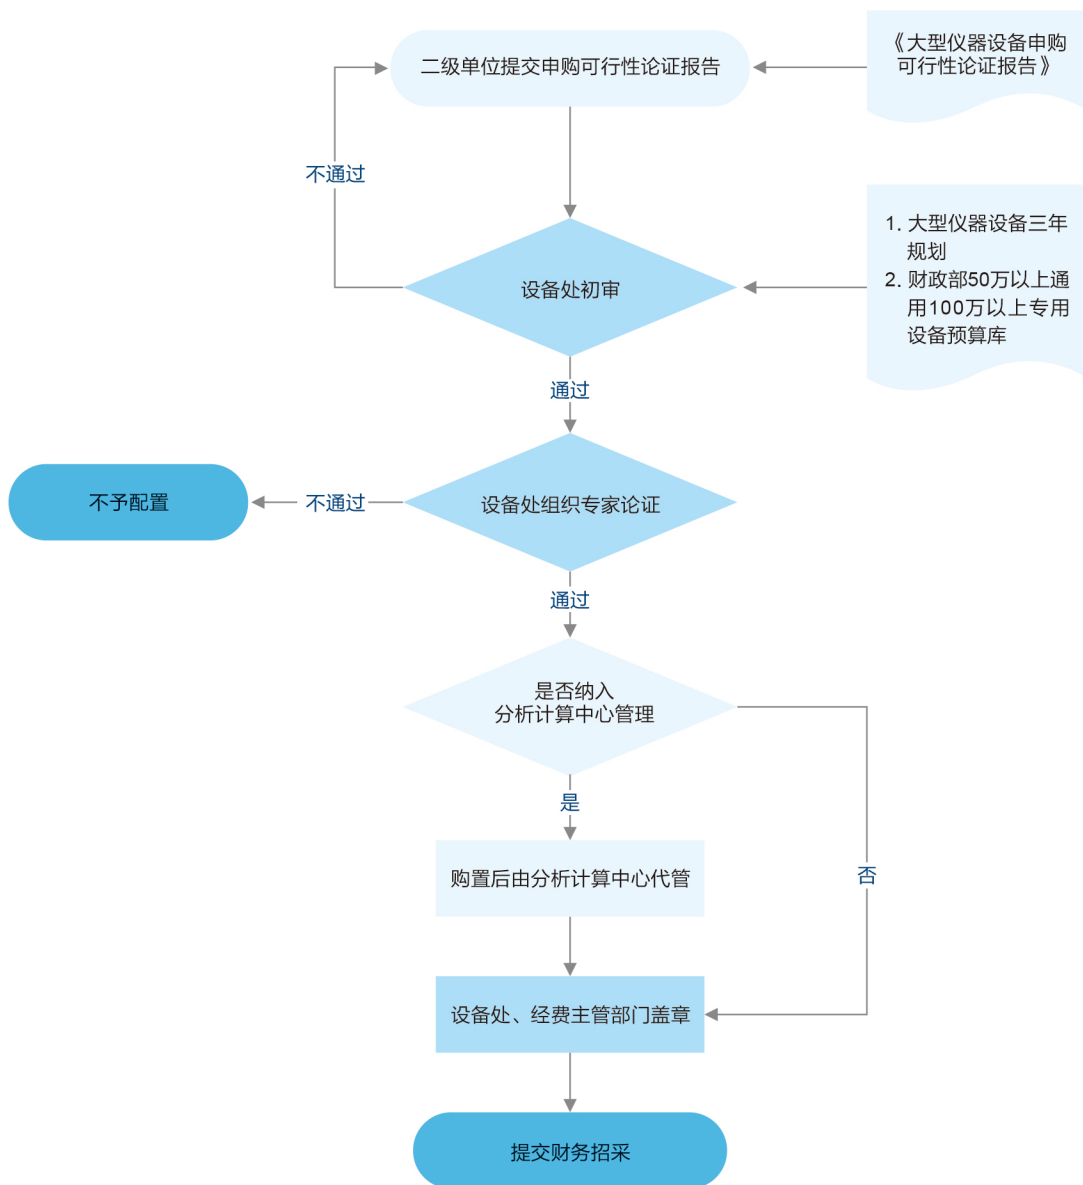 二级单位提交申购可行性论证报告
《大型仪器设备申购
可行性论证报告》
不通过
1. 大型仪器设备三年
规划
2. 财政部50万以上通
用100万以上专用
设备预算库
设备处初审
通过
不予配置
不通过
设备处组织专家论证
通过
是否纳入
分析计算中心管理
是
购置后由分析计算中心代管
否
设备处、经费主管部门盖章
提交财务招采